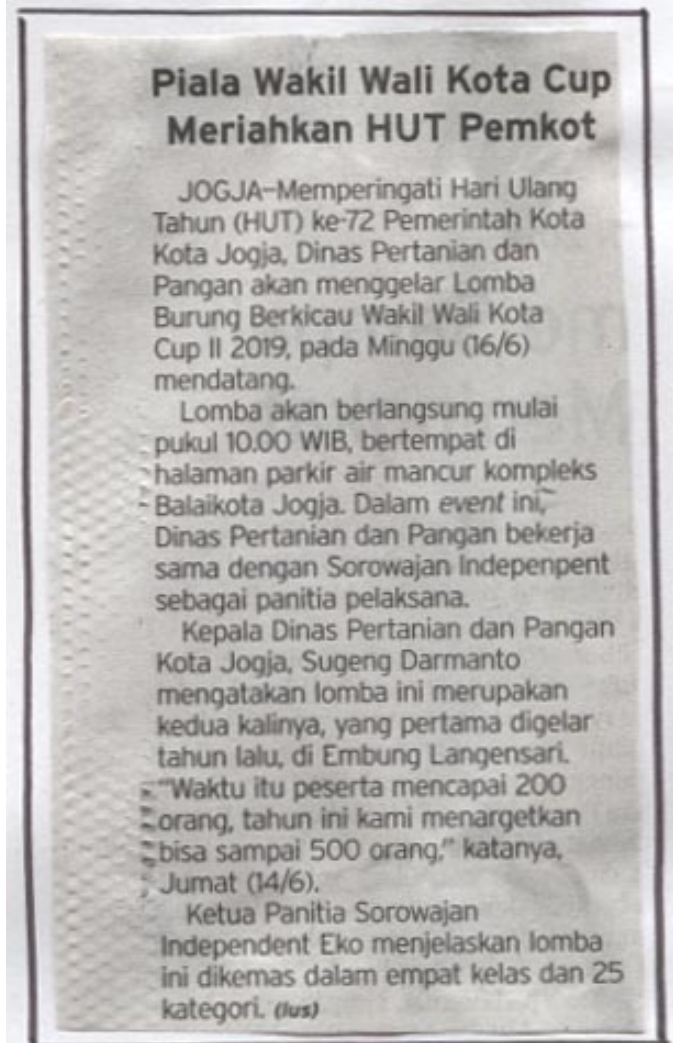 Piala Wakil Wali Kota Cup
Meriahkan HUT Pemkot
JOGJA–Memperingati Hari Ulang
Tahun (HUT) ke-72 Pemerintah Kota
Kota Jogja, Dinas Pertanian dan
Pangan akan menggelar Lomba
Burung Berkicau Wakil Wali Kota
Cup II 2019, pada Minggu (16/6)
mendatang.
Lomba akan berlangsung mulai
pukul 10.00 WIB, bertempat di
halaman parkir air mancur kompleks
Balaikota Jogja. Dalam event ini,
Dinas Pertanian dan Pangan bekerja
sama dengan Sorowajan Indepenpent
sebagai panitia pelaksana.
Kepala Dinas Pertanian dan Pangan
Kota Jogja, Sugeng Darmanto
mengatakan lomba ini merupakan
kedua kalinya, yang pertama digelar
tahun lalu, di Embung Langensari.
"Waktu itu peserta mencapai 200
orang, tahun ini kami menargetkan
bisa sampai 500 orang," katanya,
Jumat (14/6).
Ketua Panitia Sorowajan
Independent Eko menjelaskan lomba
ini dikemas dalam empat kelas dan 25
kategori. (lus)